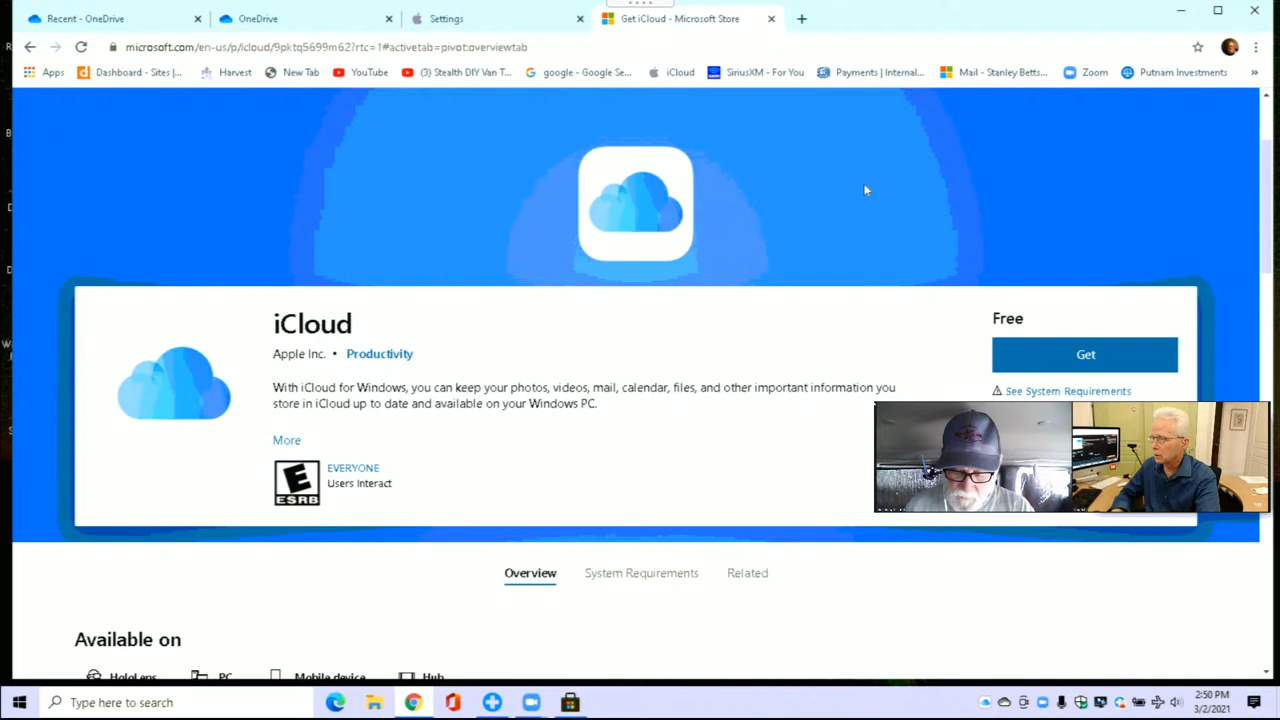 Recent - OneDrive
OneDrive
Settings
Get iCloud - Microsoft Store
microsoft.com/en-us/p/icloud/9pktq5699m62?rtc=1#activetab=pivot:overviewtab
Apps
Dashboard - Sites |...
Harvest
New Tab
YouTube
(3) Stealth DIY Van T...
google - Google Se...
iCloud
SiriusXM - For You
Payments | Internal...
Mail - Stanley Betts...
Zoom
Putnam Investments
iCloud
Free
Apple Inc. • Productivity
Get
With iCloud for Windows, you can keep your photos, videos, mail, calendar, files, and other important information you
store in iCloud up to date and available on your Windows PC.
See System Requirements
More
E
ESRB
EVERYONE
Users Interact
Overview
System Requirements
Related
Available on
HoloLens
PC
Mobile device
Hub
Type here to search
2:50 PM
3/2/2021